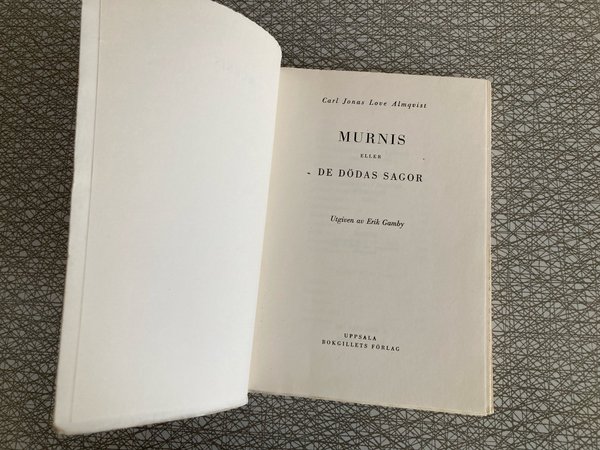 Carl Jonas Love Almqvist
MURNIS
ELLER
DE DÖDAS SAGOR
Utgiven av Erik Gamby
UPPSALA
BOKGILLETS FÖRLAG